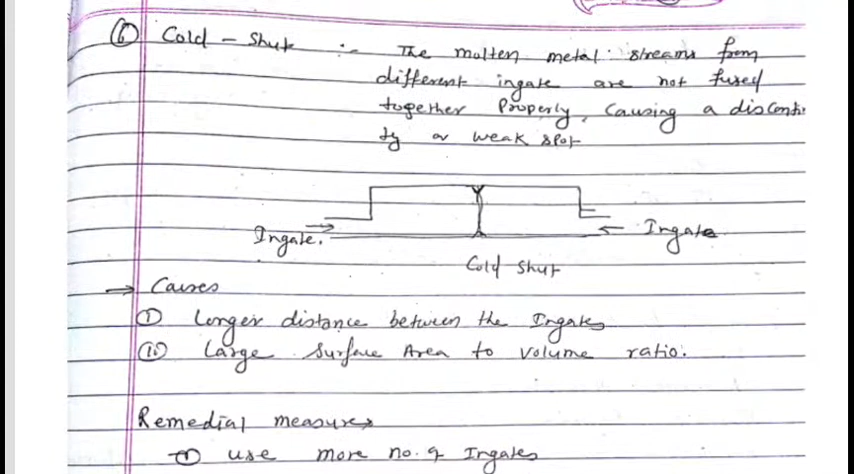 ⑥ Cold - Shut :- The molten metal streams from
different ingate are not fused
together Properly, Causing a disconti
ty or weak spot
Ingate. Ingate
Cold Shut
→ Causes
① Longer distance between the Ingates
② Large Surface Area to volume ratio.
Remedial measures
① use more no. of Ingates